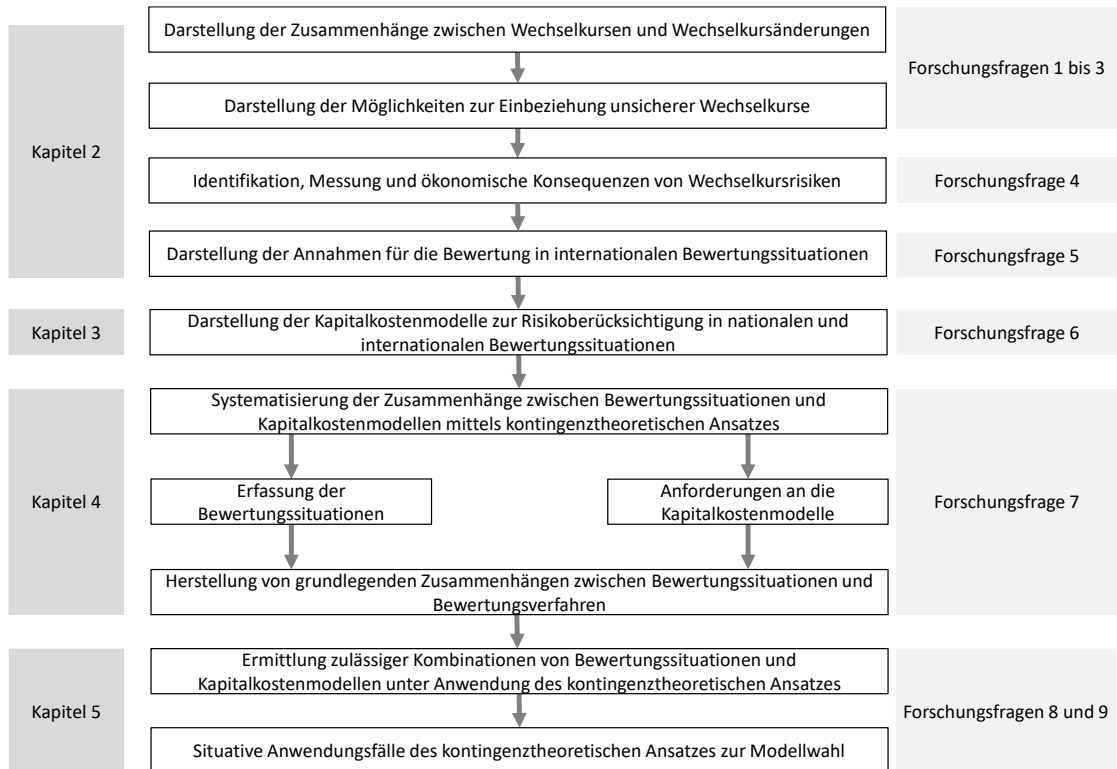 Darstellung der Zusammenhänge zwischen Wechselkursen und Wechselkursänderungen
Forschungsfragen 1 bis 3
Darstellung der Möglichkeiten zur Einbeziehung unsicherer Wechselkurse
Kapitel 2
Identifikation, Messung und ökonomische Konsequenzen von Wechselkursrisiken
Forschungsfrage 4
Darstellung der Annahmen für die Bewertung in internationalen Bewertungssituationen
Forschungsfrage 5
Kapitel 3
Darstellung der Kapitalkostenmodelle zur Risikoberücksichtigung in nationalen und
internationalen Bewertungssituationen
Forschungsfrage 6
Systematisierung der Zusammenhänge zwischen Bewertungssituationen und
Kapitalkostenmodellen mittels kontingenztheoretischen Ansatzes
Kapitel 4
Erfassung der
Bewertungssituationen
Anforderungen an die
Kapitalkostenmodelle
Forschungsfrage 7
Herstellung von grundlegenden Zusammenhängen zwischen Bewertungssituationen und
Bewertungsverfahren
Ermittlung zulässiger Kombinationen von Bewertungssituationen und
Kapitalkostenmodellen unter Anwendung des kontingenztheoretischen Ansatzes
Kapitel 5
Forschungsfragen 8 und 9
Situative Anwendungsfälle des kontingenztheoretischen Ansatzes zur Modellwahl